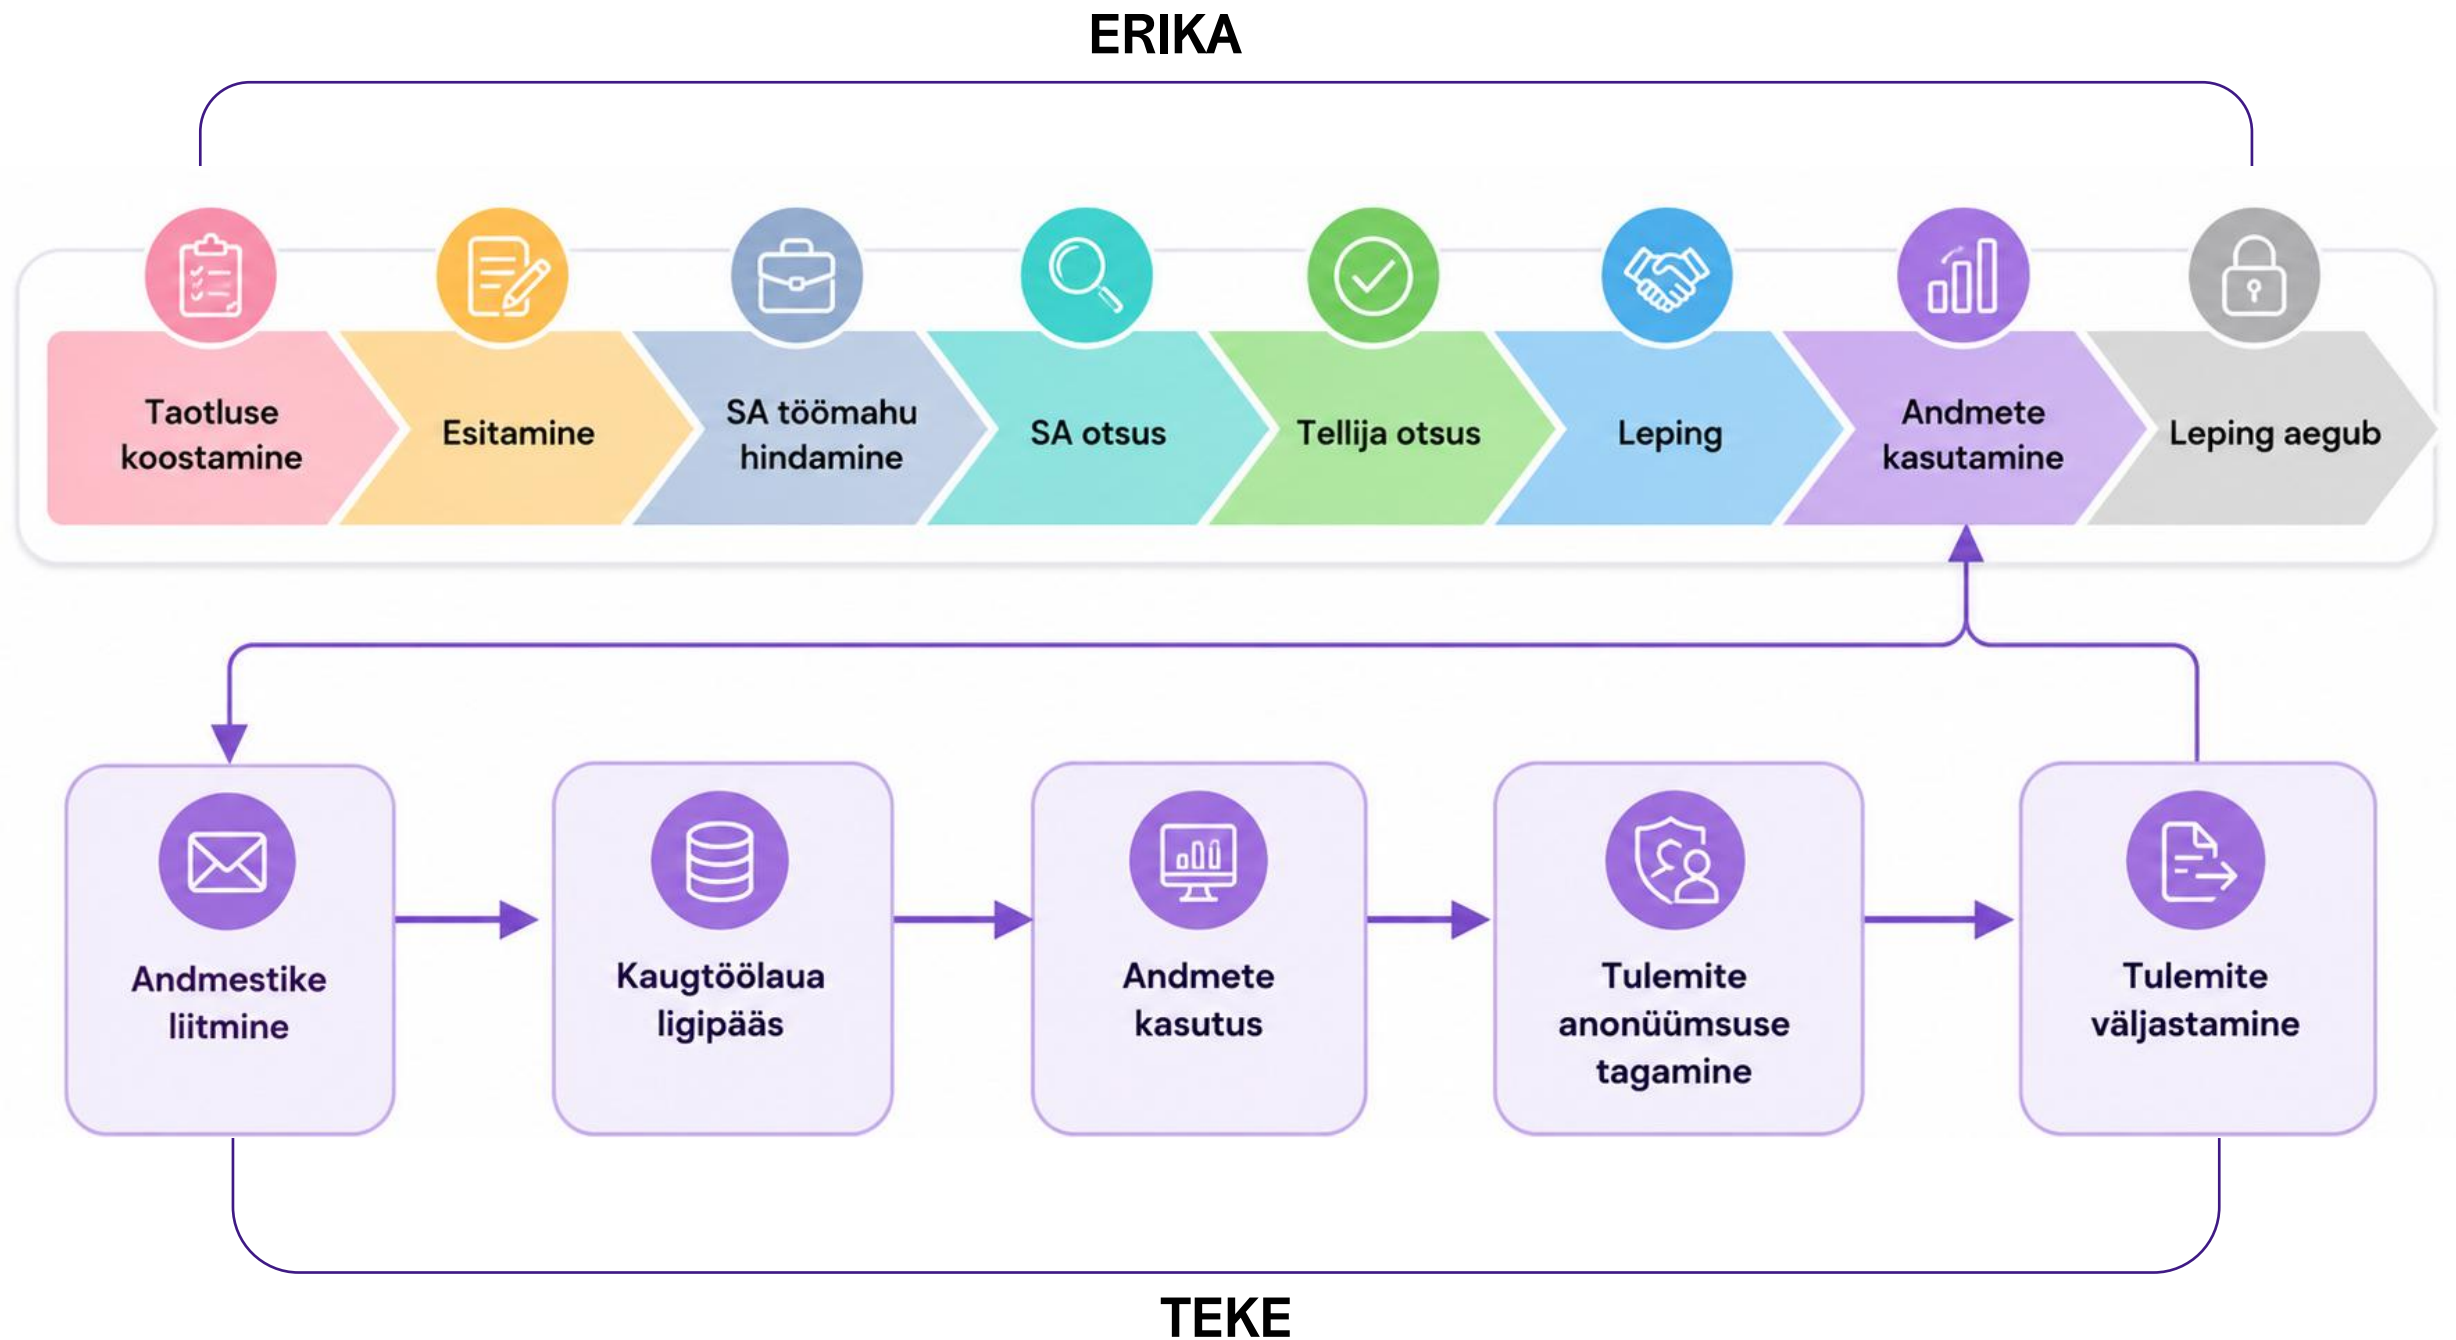 ERIKA
Taotluse
koostamine
Esitamine
SA töömahu
hindamine
SA otsus
Tellija otsus
Leping
Andmete
kasutamine
Leping aegub
Andmestike
liitmine
Kaugtöölaua
ligipääs
Andmete
kasutus
Tulemite
anonüümsuse
tagamine
Tulemite
väljastamine
TEKE